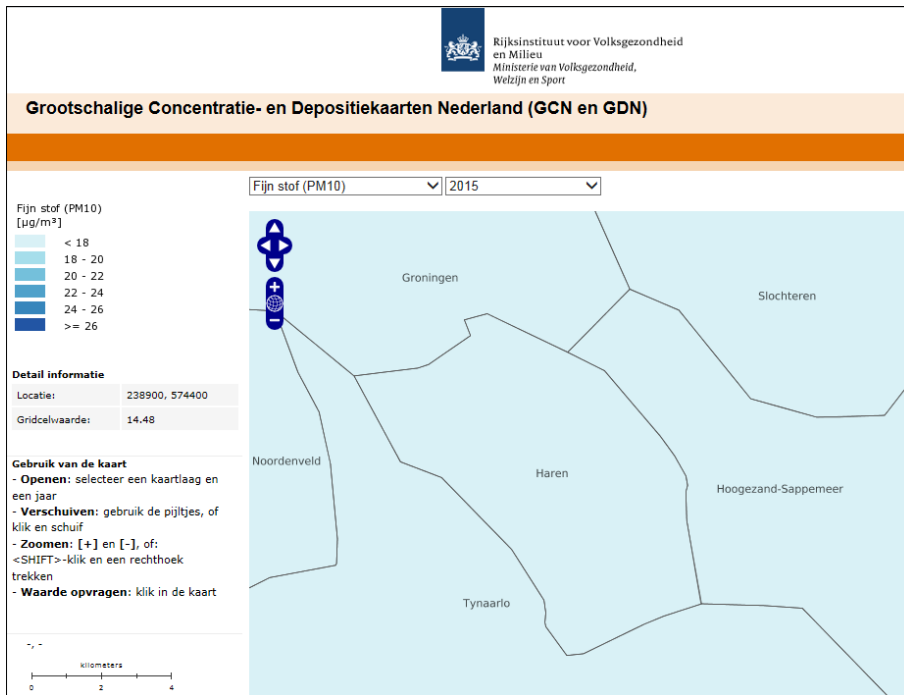 Rijksinstituut voor Volksgezondheid
en Milieu
Ministerie van Volksgezondheid,
Welzijn en Sport
Grootschalige Concentratie- en Depositiekaarten Nederland (GCN en GDN)
Fijn stof (PM10)
2015
Fijn stof (PM10)
[µg/m³]
< 18
18 - 20
20 - 22
22 - 24
24 - 26
>= 26
Detail informatie
Locatie: 238900, 574400
Gridcelwaarde: 14.48
Gebruik van de kaart
- Openen: selecteer een kaartlaag en
een jaar
- Verschuiven: gebruik de pijltjes, of
klik en schuif
- Zoomen: [+] en [-], of:
<SHIFT>-klik en een rechthoek
trekken
- Waarde opvragen: klik in de kaart
-, -
kilometers
0 2 4
Groningen
Slochteren
Noordenveld
Haren
Hoogezand-Sappemeer
Tynaarlo